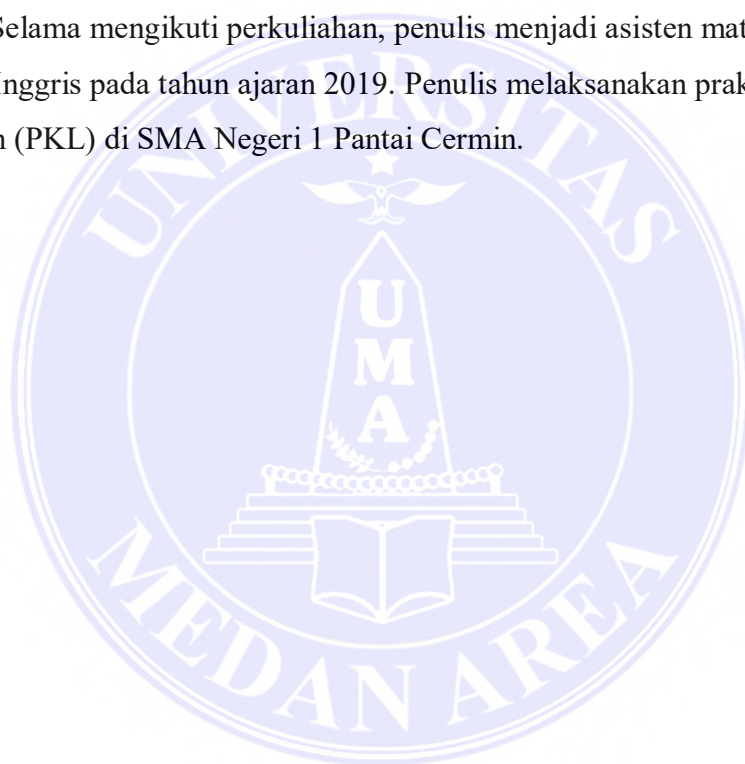 Selama mengikuti perkuliahan, penulis menjadi asisten mat
nggris pada tahun ajaran 2019. Penulis melaksanakan prak
n (PKL) di SMA Negeri 1 Pantai Cermin.
UNIVERSITAS
U
M
A
MEDAN AREA